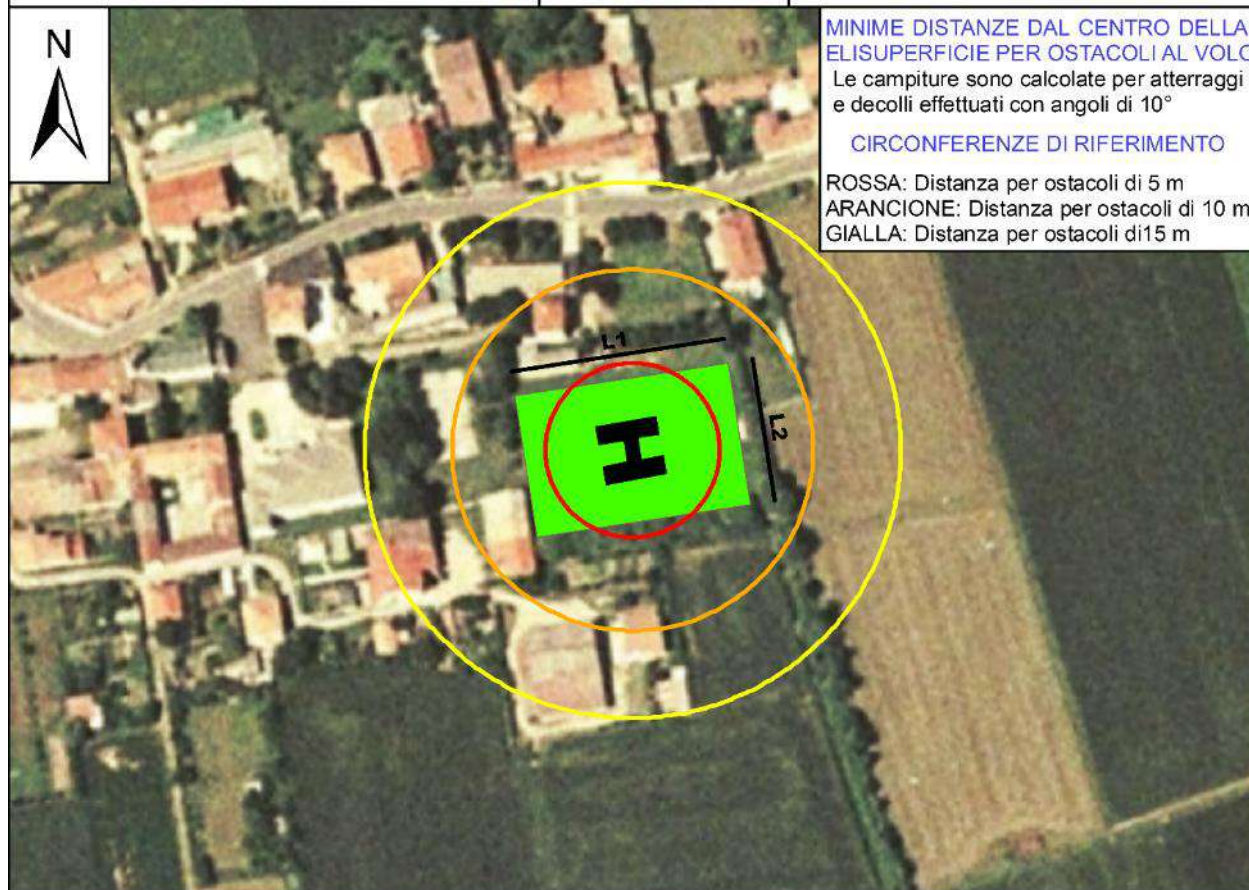 N
MINIME DISTANZE DAL CENTRO DELLA
ELISUPERFICIE PER OSTACOLI AL VOLO
Le campiture sono calcolate per atterraggi
e decolli effettuati con angoli di 10°
CIRCONFERENZE DI RIFERIMENTO
ROSSA: Distanza per ostacoli di 5 m
ARANCIONE: Distanza per ostacoli di 10 m
GIALLA: Distanza per ostacoli di15 m
L1
L2
H